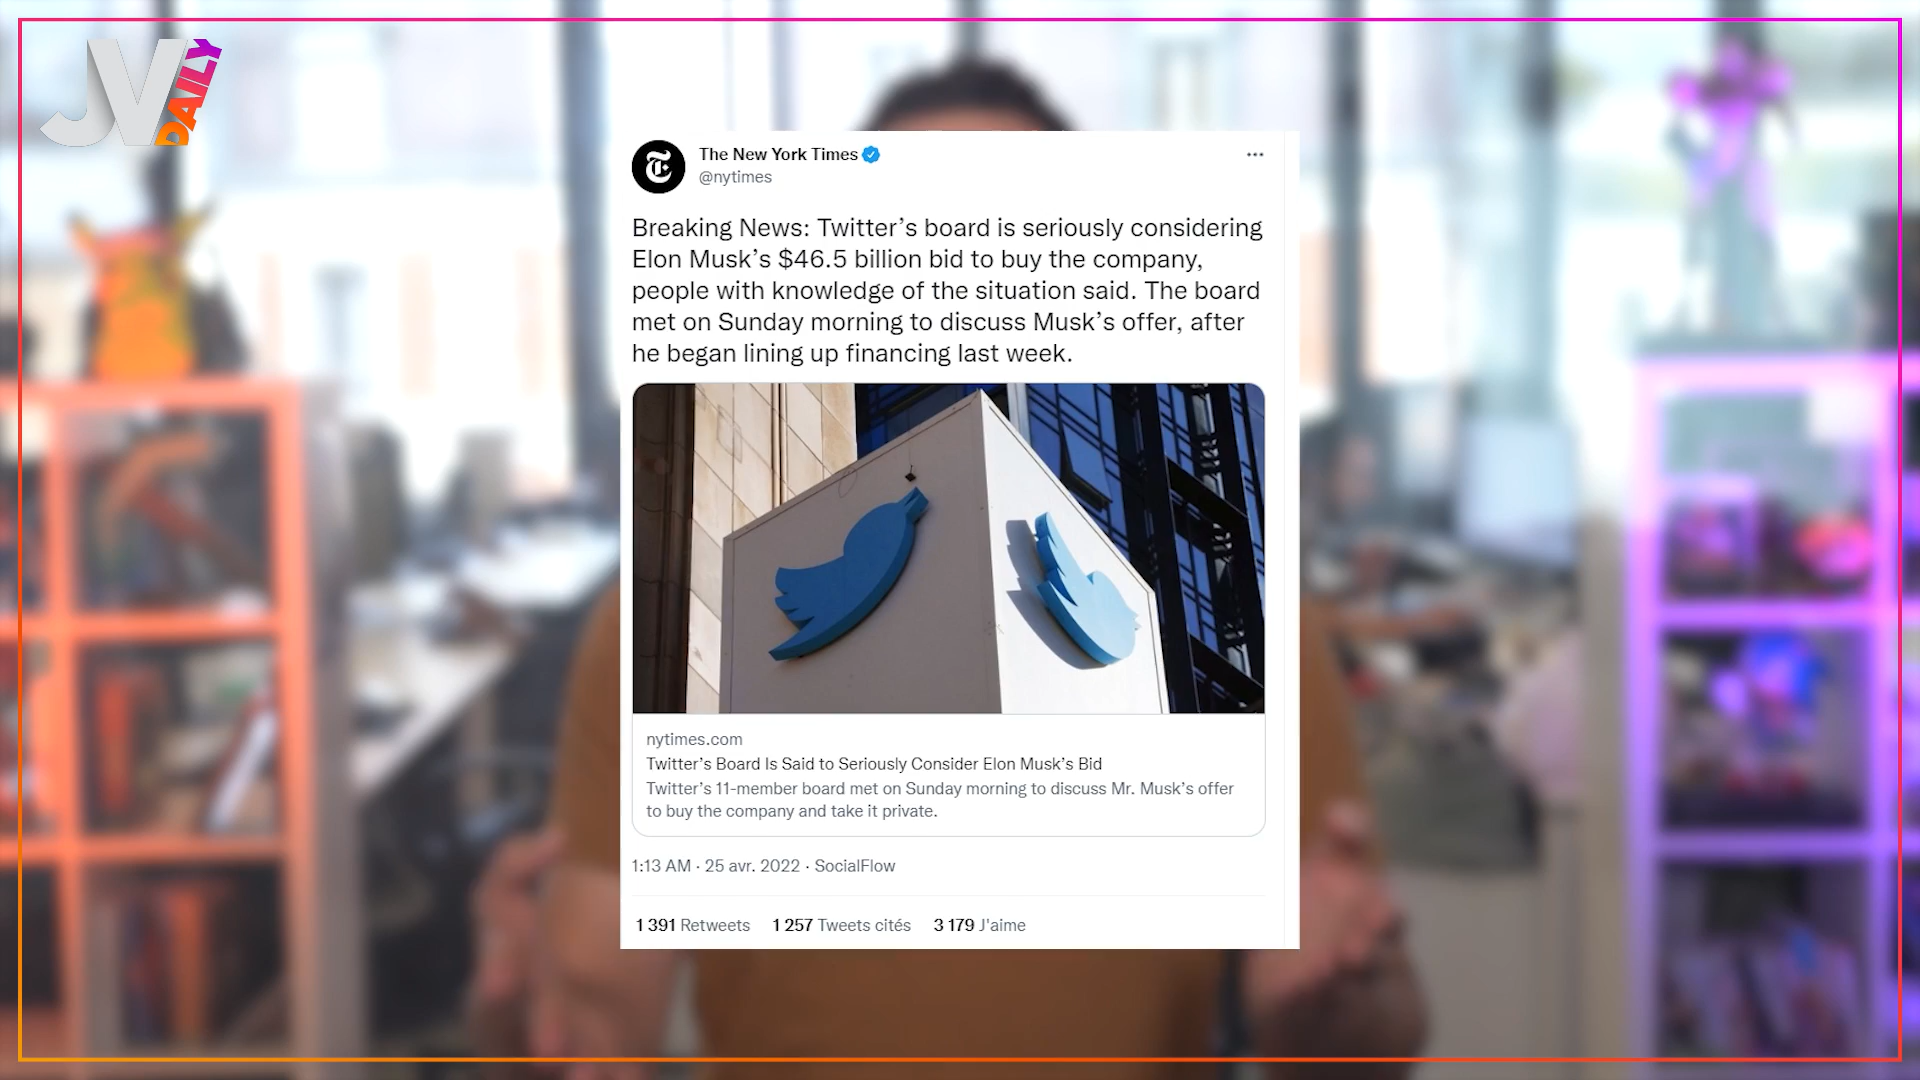 JV DAILY
The New York Times
@nytimes
Breaking News: Twitter’s board is seriously considering
Elon Musk’s $46.5 billion bid to buy the company,
people with knowledge of the situation said. The board
met on Sunday morning to discuss Musk’s offer, after
he began lining up financing last week.
nytimes.com
Twitter’s Board Is Said to Seriously Consider Elon Musk’s Bid
Twitter’s 11-member board met on Sunday morning to discuss Mr. Musk’s offer
to buy the company and take it private.
1:13 AM · 25 avr. 2022 · SocialFlow
1 391 Retweets 1 257 Tweets cités 3 179 J'aime